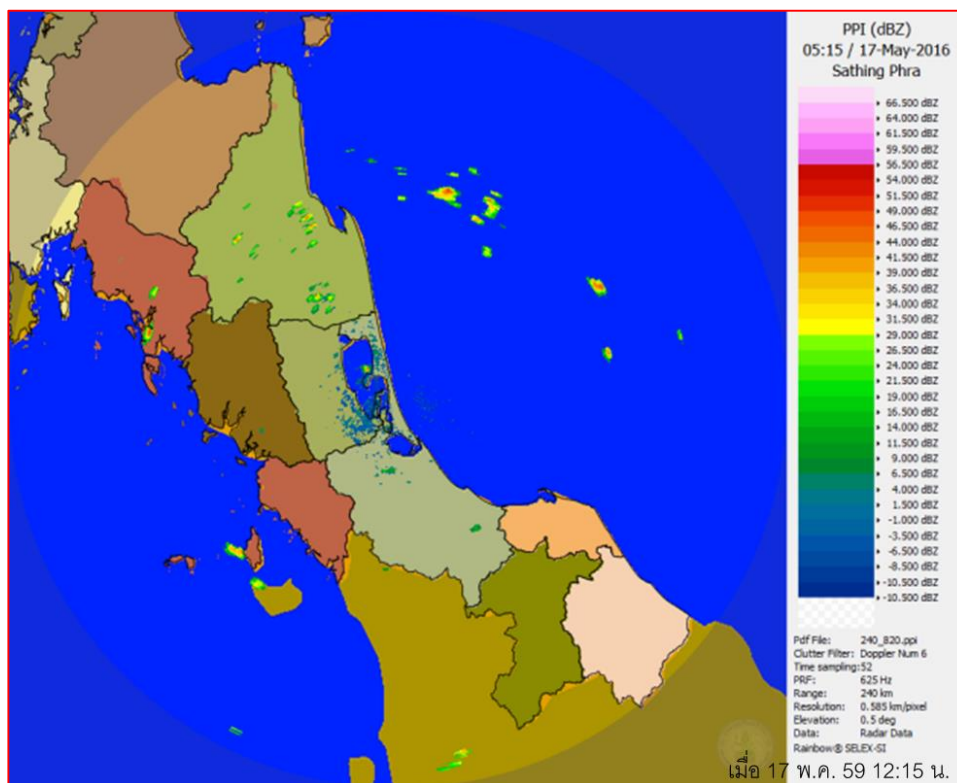 PPI (dBZ)
05:15 / 17-May-2016
Sathing Phra
66.500 dBZ
64.000 dBZ
61.500 dBZ
59.500 dBZ
56.500 dBZ
54.000 dBZ
51.500 dBZ
49.000 dBZ
46.500 dBZ
44.000 dBZ
41.500 dBZ
39.000 dBZ
36.500 dBZ
34.000 dBZ
31.500 dBZ
29.000 dBZ
26.500 dBZ
24.000 dBZ
21.500 dBZ
19.000 dBZ
16.500 dBZ
14.000 dBZ
11.500 dBZ
9.000 dBZ
6.500 dBZ
4.000 dBZ
1.500 dBZ
-1.000 dBZ
-3.500 dBZ
-6.500 dBZ
-8.500 dBZ
-10.500 dBZ
-10.500 dBZ
Pdf File: 240_820.ppi
Clutter Filter: Doppler Num 6
Time sampling:52
PRF: 625 Hz
Range: 240 km
Resolution: 0.585 km/pixel
Elevation: 0.5 deg
Data: Radar Data
Rainbow® SELEX-SI
เมื่อ 17 พ.ค. 59 12:15 น.